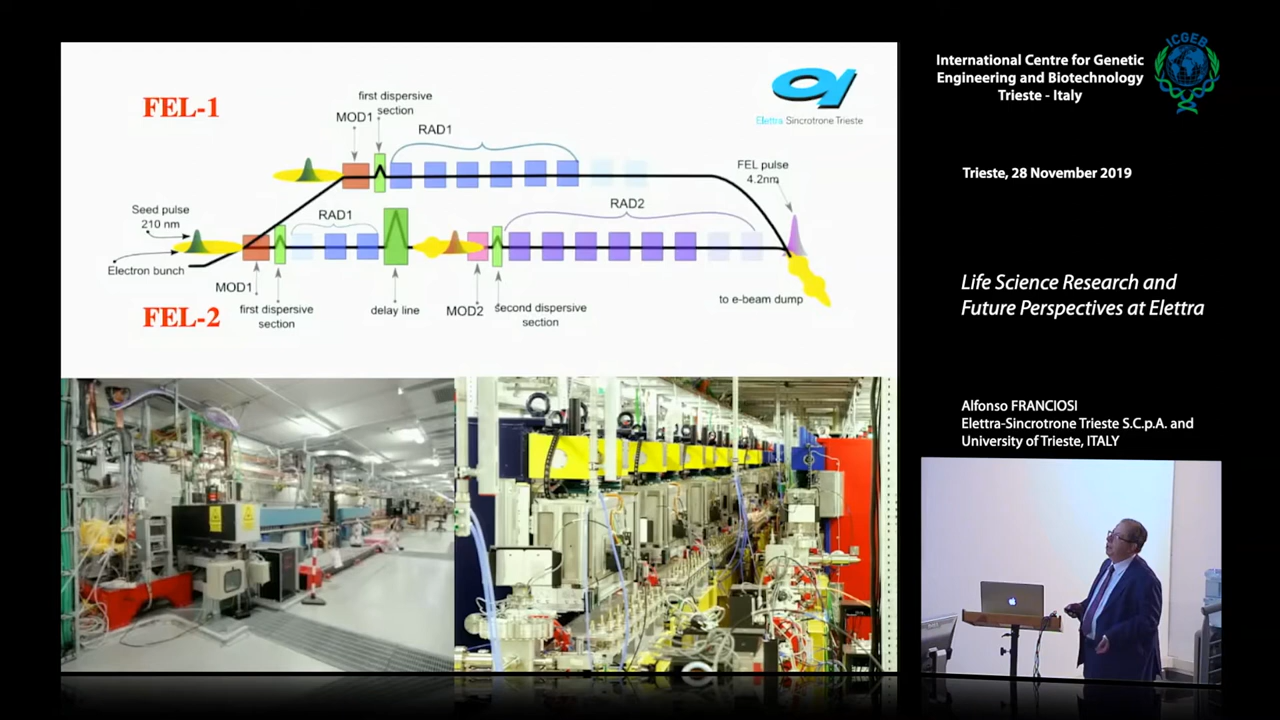 FEL-1
first dispersive
section
MOD1
RAD1
Elettra Sincrotrone Trieste
FEL pulse
4.2nm
Seed pulse
210 nm
RAD1
RAD2
Electron bunch
MOD1
first dispersive
section
delay line
MOD2
second dispersive
section
to e-beam dump
FEL-2
ICGEB
International Centre for Genetic
Engineering and Biotechnology
Trieste - Italy
Trieste, 28 November 2019
Life Science Research and
Future Perspectives at Elettra
Alfonso FRANCIOSI
Elettra-Sincrotrone Trieste S.C.p.A. and
University of Trieste, ITALY